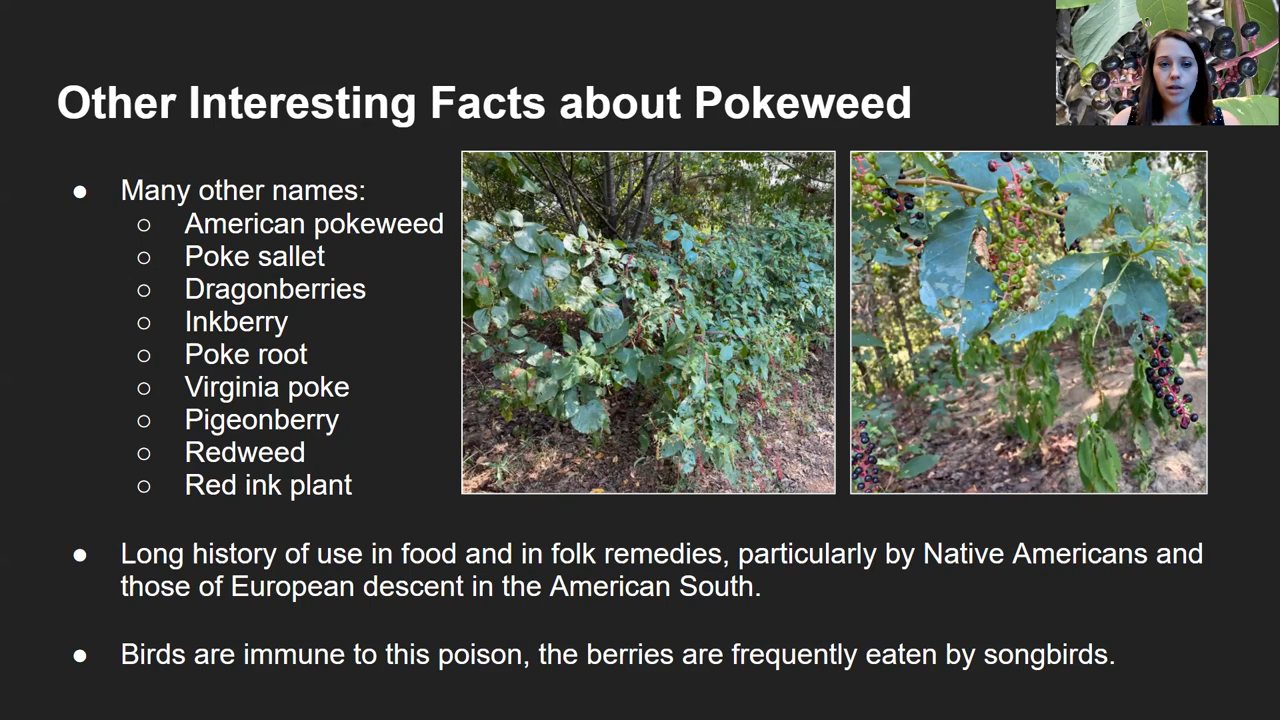 Other Interesting Facts about Pokeweed
● Many other names:
○ American pokeweed
○ Poke sallet
○ Dragonberries
○ Inkberry
○ Poke root
○ Virginia poke
○ Pigeonberry
○ Redweed
○ Red ink plant
● Long history of use in food and in folk remedies, particularly by Native Americans and
those of European descent in the American South.
● Birds are immune to this poison, the berries are frequently eaten by songbirds.